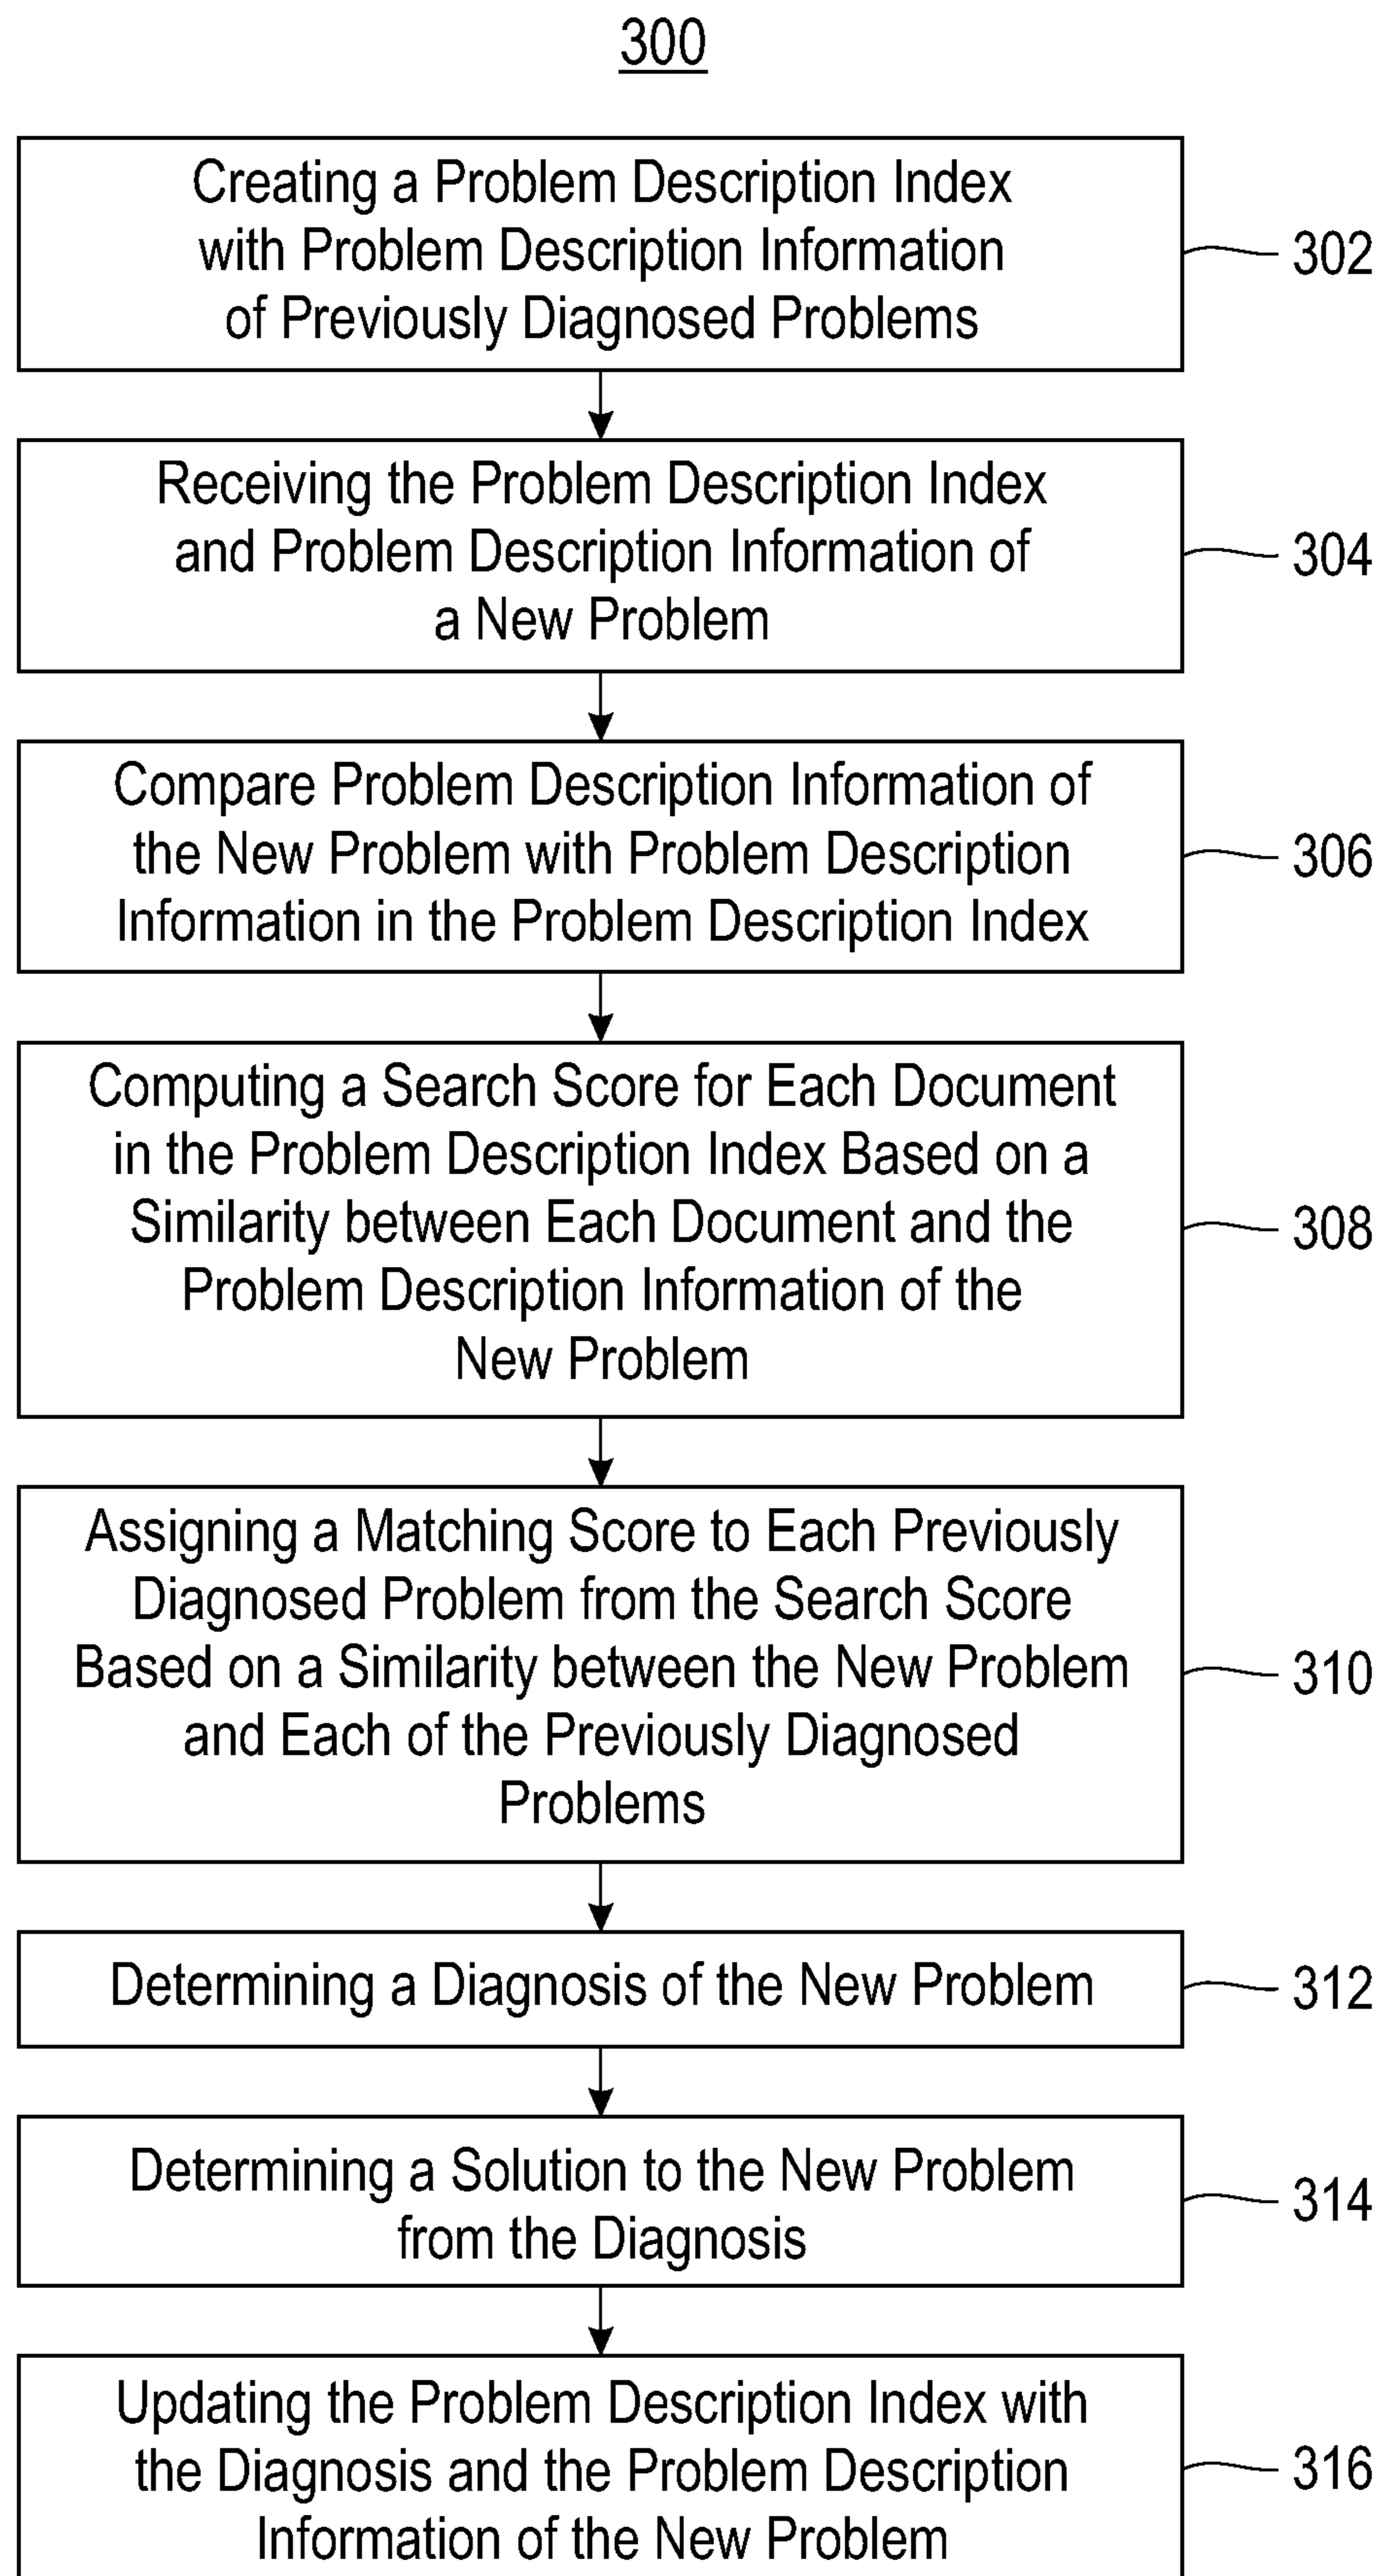 300
Creating a Problem Description Index
with Problem Description Information
of Previously Diagnosed Problems
302
Receiving the Problem Description Index
and Problem Description Information of
a New Problem
304
Compare Problem Description Information of
the New Problem with Problem Description
Information in the Problem Description Index
306
Computing a Search Score for Each Document
in the Problem Description Index Based on a
Similarity between Each Document and the
Problem Description Information of the
New Problem
308
Assigning a Matching Score to Each Previously
Diagnosed Problem from the Search Score
Based on a Similarity between the New Problem
and Each of the Previously Diagnosed
Problems
310
Determining a Diagnosis of the New Problem
312
Determining a Solution to the New Problem
from the Diagnosis
314
Updating the Problem Description Index with
the Diagnosis and the Problem Description
Information of the New Problem
316